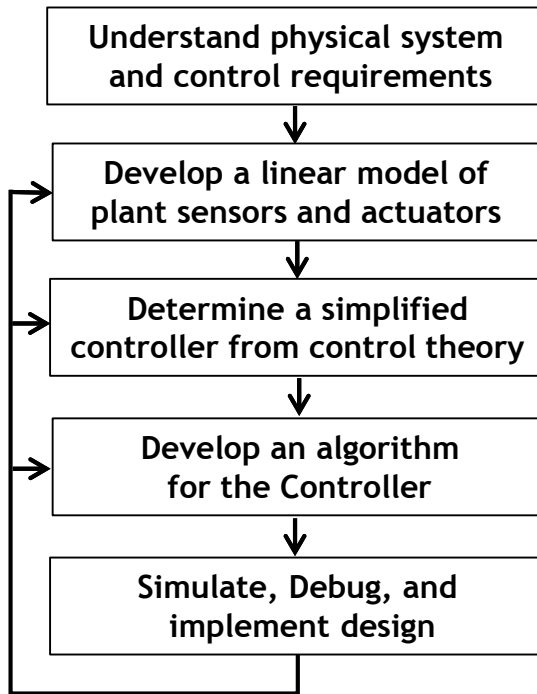 Understand physical system
and control requirements
Develop a linear model of
plant sensors and actuators
Determine a simplified
controller from control theory
Develop an algorithm
for the Controller
Simulate, Debug, and
implement design